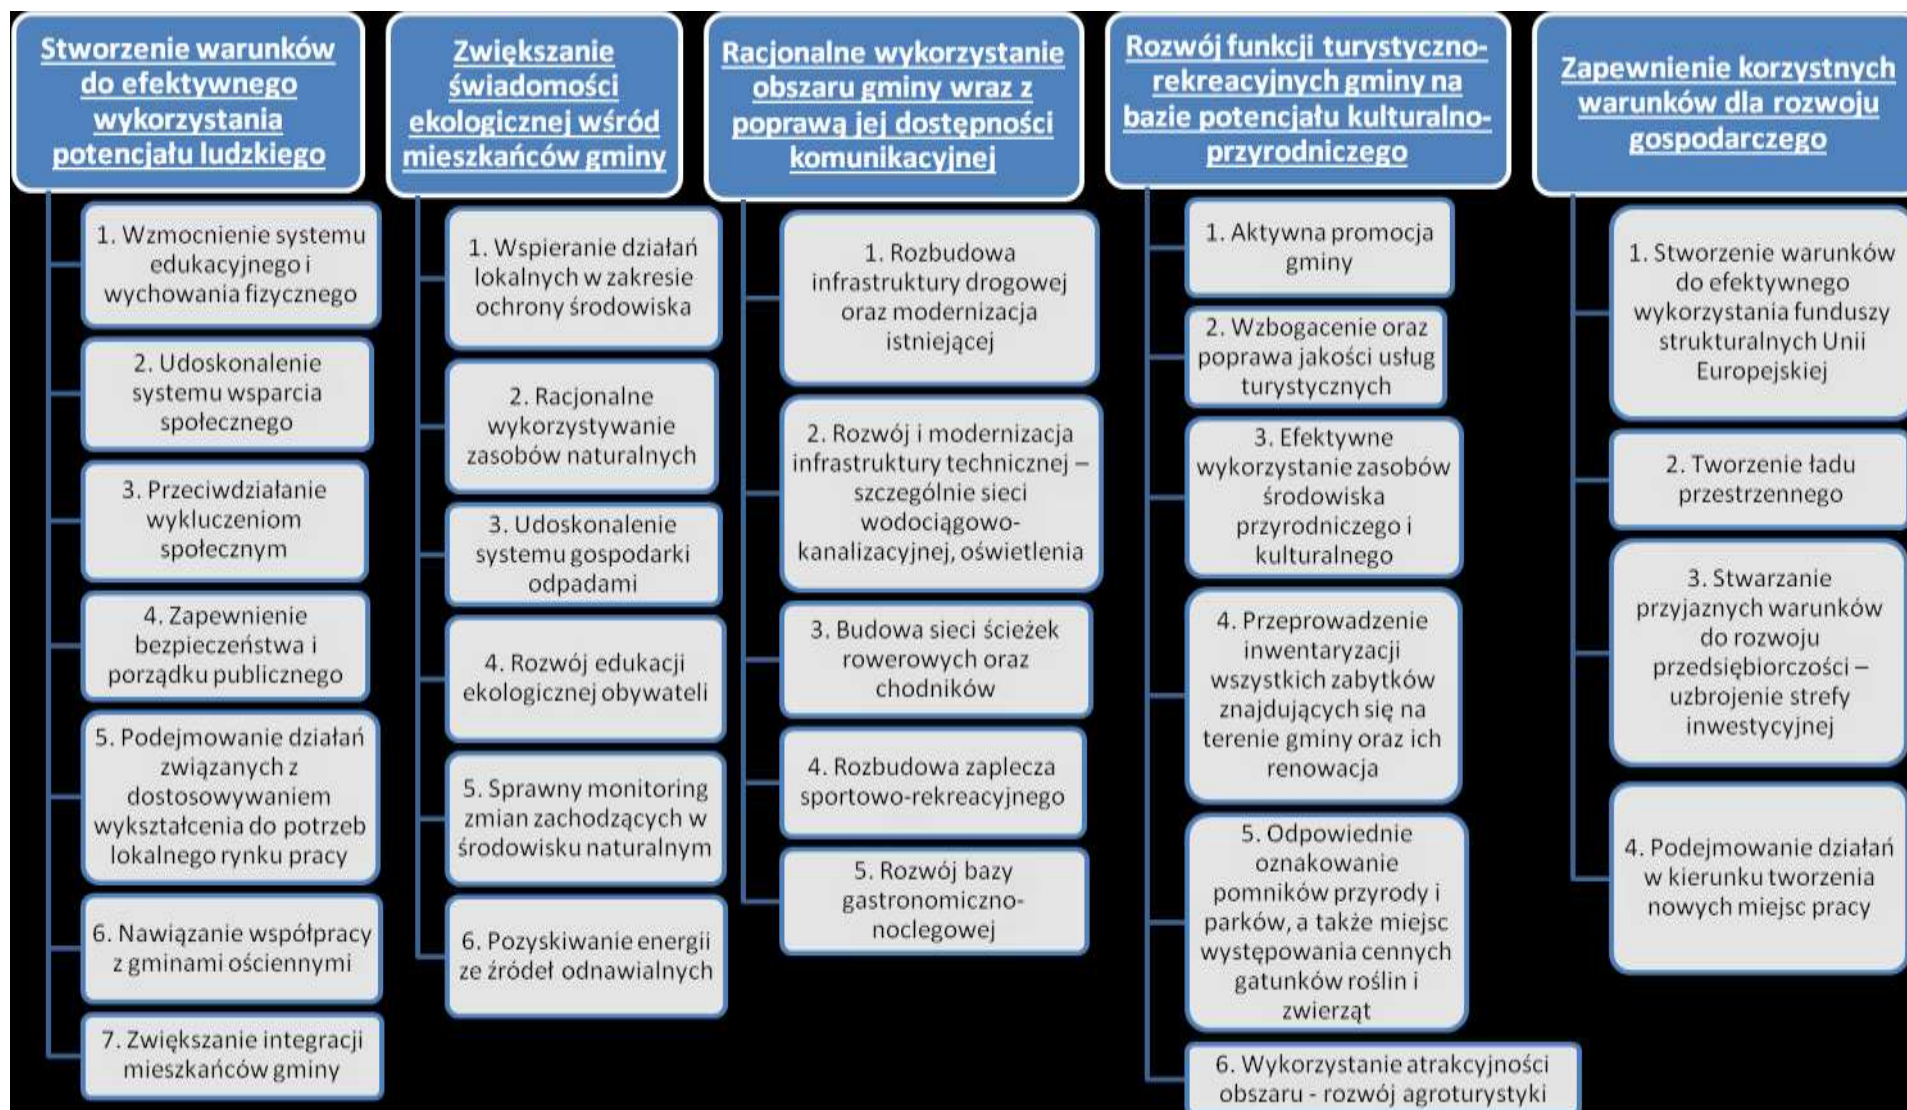 Stworzenie warunków
do efektywnego
wykorzystania
potencjału ludzkiego
1. Wzmocnienie systemu
edukacyjnego i
wychowania fizycznego
2. Udoskonalenie
systemu wsparcia
społecznego
3. Przeciwdziałanie
wykluczeniom
społecznym
4. Zapewnienie
bezpieczeństwa i
porządku publicznego
5. Podejmowanie działań
związanych z
dostosowywaniem
wykształcenia do potrzeb
lokalnego rynku pracy
6. Nawiązanie współpracy
z gminami ościennymi
7. Zwiększanie integracji
mieszkańców gminy
Zwiększanie
świadomości
ekologicznej wśród
mieszkańców gminy
1. Wspieranie działań
lokalnych w zakresie
ochrony środowiska
2. Racjonalne
wykorzystywanie
zasobów naturalnych
3. Udoskonalenie
systemu gospodarki
odpadami
4. Rozwój edukacji
ekologicznej obywateli
5. Sprawny monitoring
zmian zachodzących w
środowisku naturalnym
6. Pozyskiwanie energii
ze źródeł odnawialnych
Racjonalne wykorzystanie
obszaru gminy wraz z
poprawą jej dostępności
komunikacyjnej
1. Rozbudowa
infrastruktury drogowej
oraz modernizacja
istniejącej
2. Rozwój i modernizacja
infrastruktury technicznej –
szczególnie sieci
wodociągowo-
kanalizacyjnej, oświetlenia
3. Budowa sieci ścieżek
rowerowych oraz
chodników
4. Rozbudowa zaplecza
sportowo-rekreacyjnego
5. Rozwój bazy
gastronomiczno-
noclegowej
Rozwój funkcji turystyczno-
rekreacyjnych gminy na
bazie potencjału kulturalno-
przyrodniczego
1. Aktywna promocja
gminy
2. Wzbogacenie oraz
poprawa jakości usług
turystycznych
3. Efektywne
wykorzystanie zasobów
środowiska
przyrodniczego i
kulturalnego
4. Przeprowadzenie
inwentaryzacji
wszystkich zabytków
znajdujących się na
terenie gminy oraz ich
renowacja
5. Odpowiednie
oznakowanie
pomników przyrody i
parków, a także miejsc
występowania cennych
gatunków roślin i
zwierząt
6. Wykorzystanie atrakcyjności
obszaru - rozwój agroturystyki
Zapewnienie korzystnych
warunków dla rozwoju
gospodarczego
1. Stworzenie warunków
do efektywnego
wykorzystania funduszy
strukturalnych Unii
Europejskiej
2. Tworzenie ładu
przestrzennego
3. Stwarzanie
przyjaznych warunków
do rozwoju
przedsiębiorczości –
uzbrojenie strefy
inwestycyjnej
4. Podejmowanie działań
w kierunku tworzenia
nowych miejsc pracy